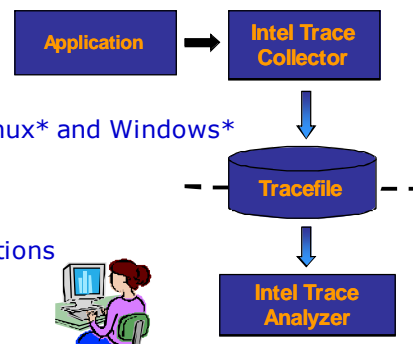 Application
Intel Trace
Collector
nux* and Windows*
Tracefile
tions
Intel Trace
Analyzer